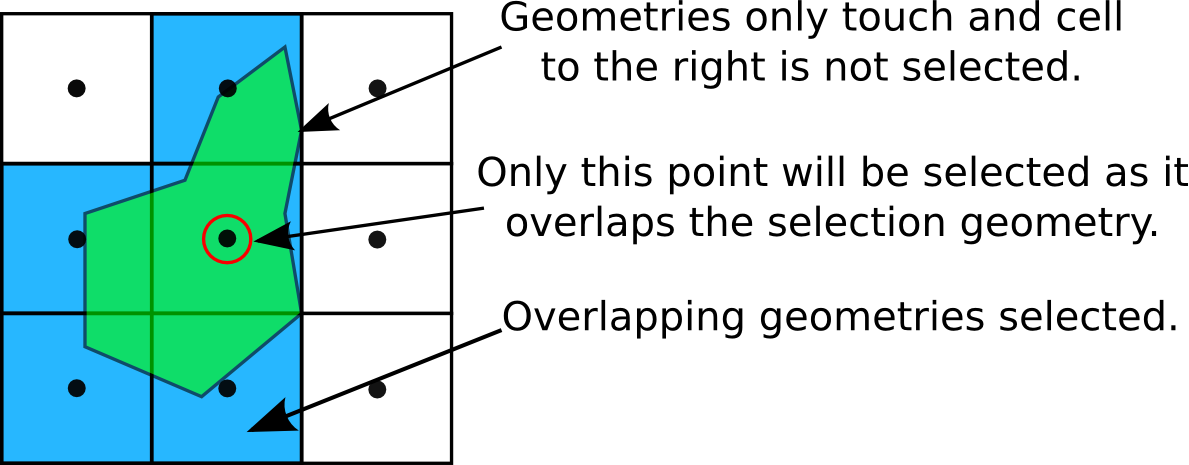 Geometries only touch and cell
to the right is not selected.
Only this point will be selected as it
overlaps the selection geometry.
Overlapping geometries selected.